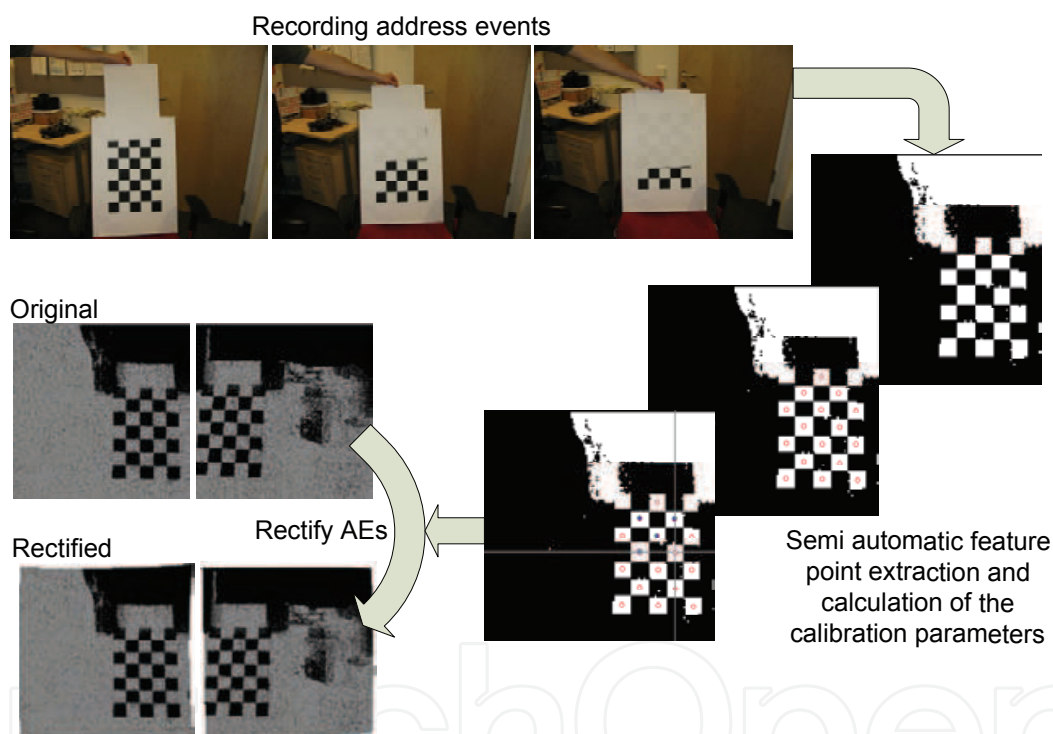 Recording address events
Original
Rectify AEs
Rectified
Semi automatic feature
point extraction and
calculation of the
calibration parameters